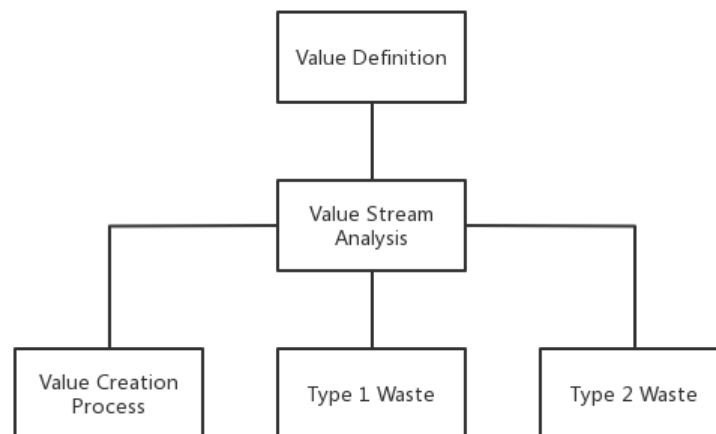 Value Definition
Value Stream
Analysis
Value Creation
Process
Type 1 Waste
Type 2 Waste